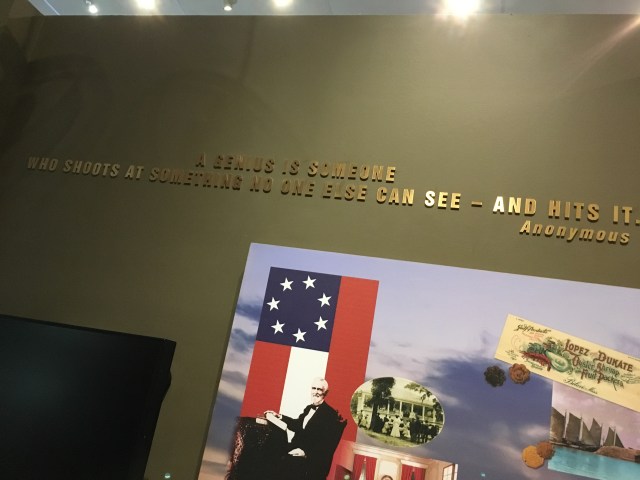 A GENIUS IS SOMEONE
WHO SHOOTS AT SOMETHING NO ONE ELSE CAN SEE – AND HITS IT.
Anonymous
LOPEZ DUKATE